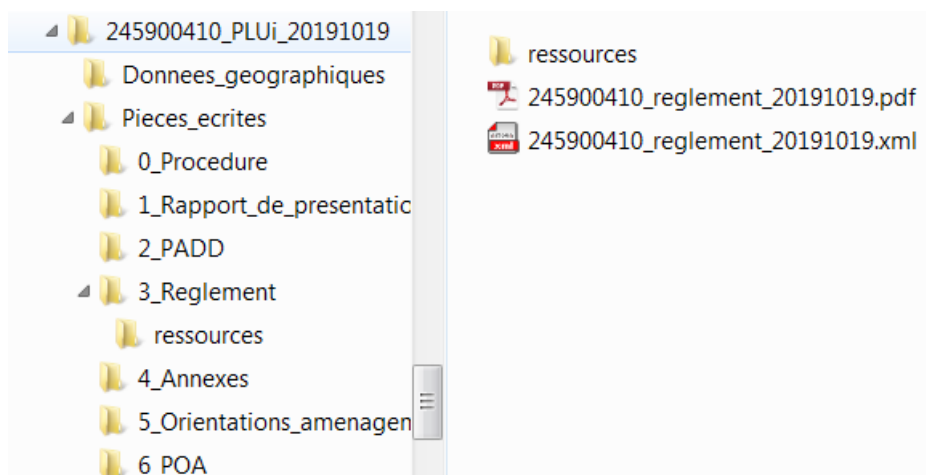 245900410_PLUi_20191019
Donnees_geographiques
Pieces_ecrites
0_Procedure
1_Rapport_de_presentatic
2_PADD
3_Reglement
ressources
4_Annexes
5_Orientations_amenagen
6_POA
ressources
245900410_reglement_20191019.pdf
245900410_reglement_20191019.xml